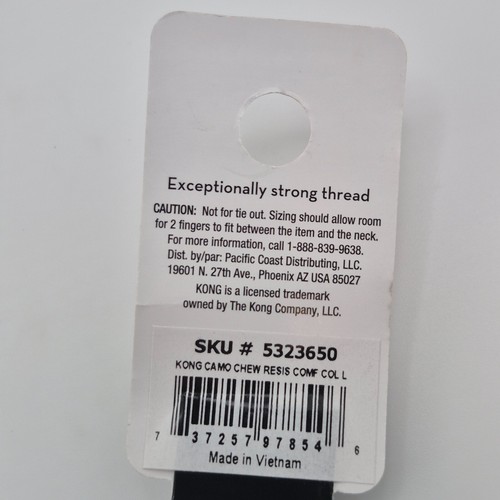 Exceptionally strong thread
CAUTION: Not for tie out. Sizing should allow room
for 2 fingers to fit between the item and the neck.
For more information, call 1-888-839-9638.
Dist. by/par: Pacific Coast Distributing, LLC.
19601 N. 27th Ave., Phoenix AZ USA 85027
KONG is a licensed trademark
owned by The Kong Company, LLC.
SKU # 5323650
KONG CAMO CHEW RESIS COMF COL L
7 37257 97854 6
Made in Vietnam